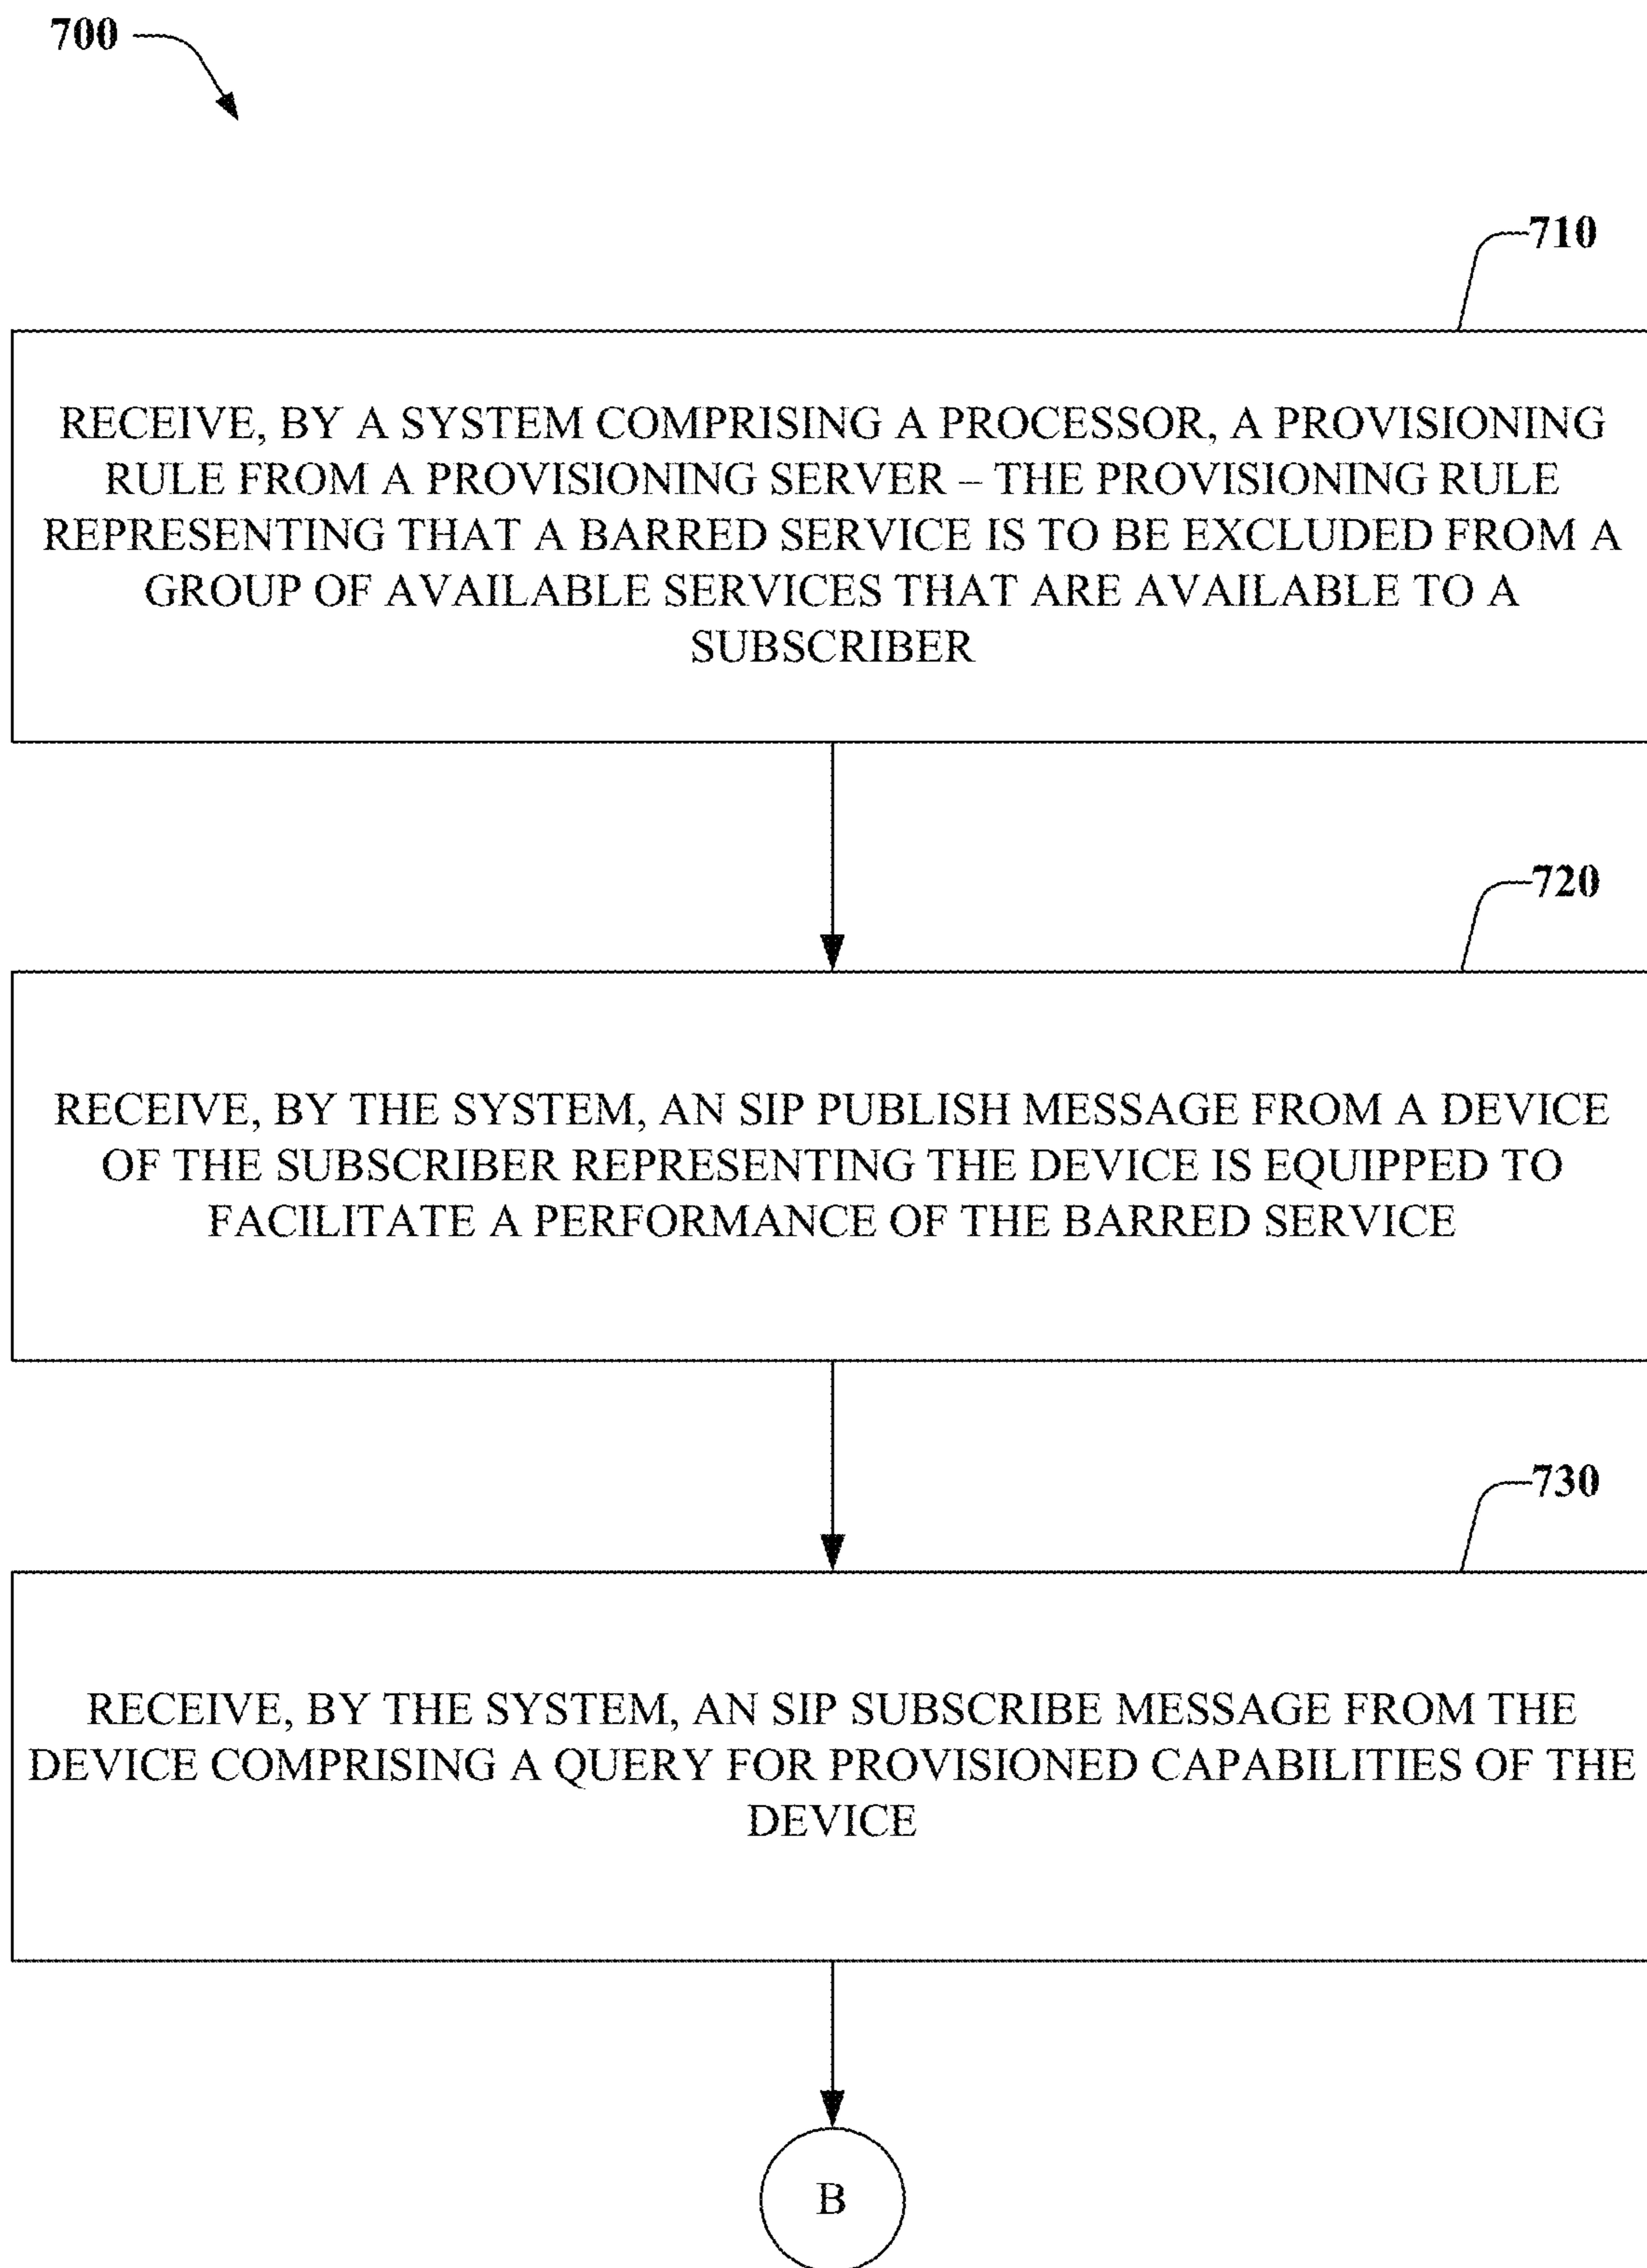 700
710
RECEIVE, BY A SYSTEM COMPRISING A PROCESSOR, A PROVISIONING
RULE FROM A PROVISIONING SERVER – THE PROVISIONING RULE
REPRESENTING THAT A BARRED SERVICE IS TO BE EXCLUDED FROM A
GROUP OF AVAILABLE SERVICES THAT ARE AVAILABLE TO A
SUBSCRIBER
720
RECEIVE, BY THE SYSTEM, AN SIP PUBLISH MESSAGE FROM A DEVICE
OF THE SUBSCRIBER REPRESENTING THE DEVICE IS EQUIPPED TO
FACILITATE A PERFORMANCE OF THE BARRED SERVICE
730
RECEIVE, BY THE SYSTEM, AN SIP SUBSCRIBE MESSAGE FROM THE
DEVICE COMPRISING A QUERY FOR PROVISIONED CAPABILITIES OF THE
DEVICE
B